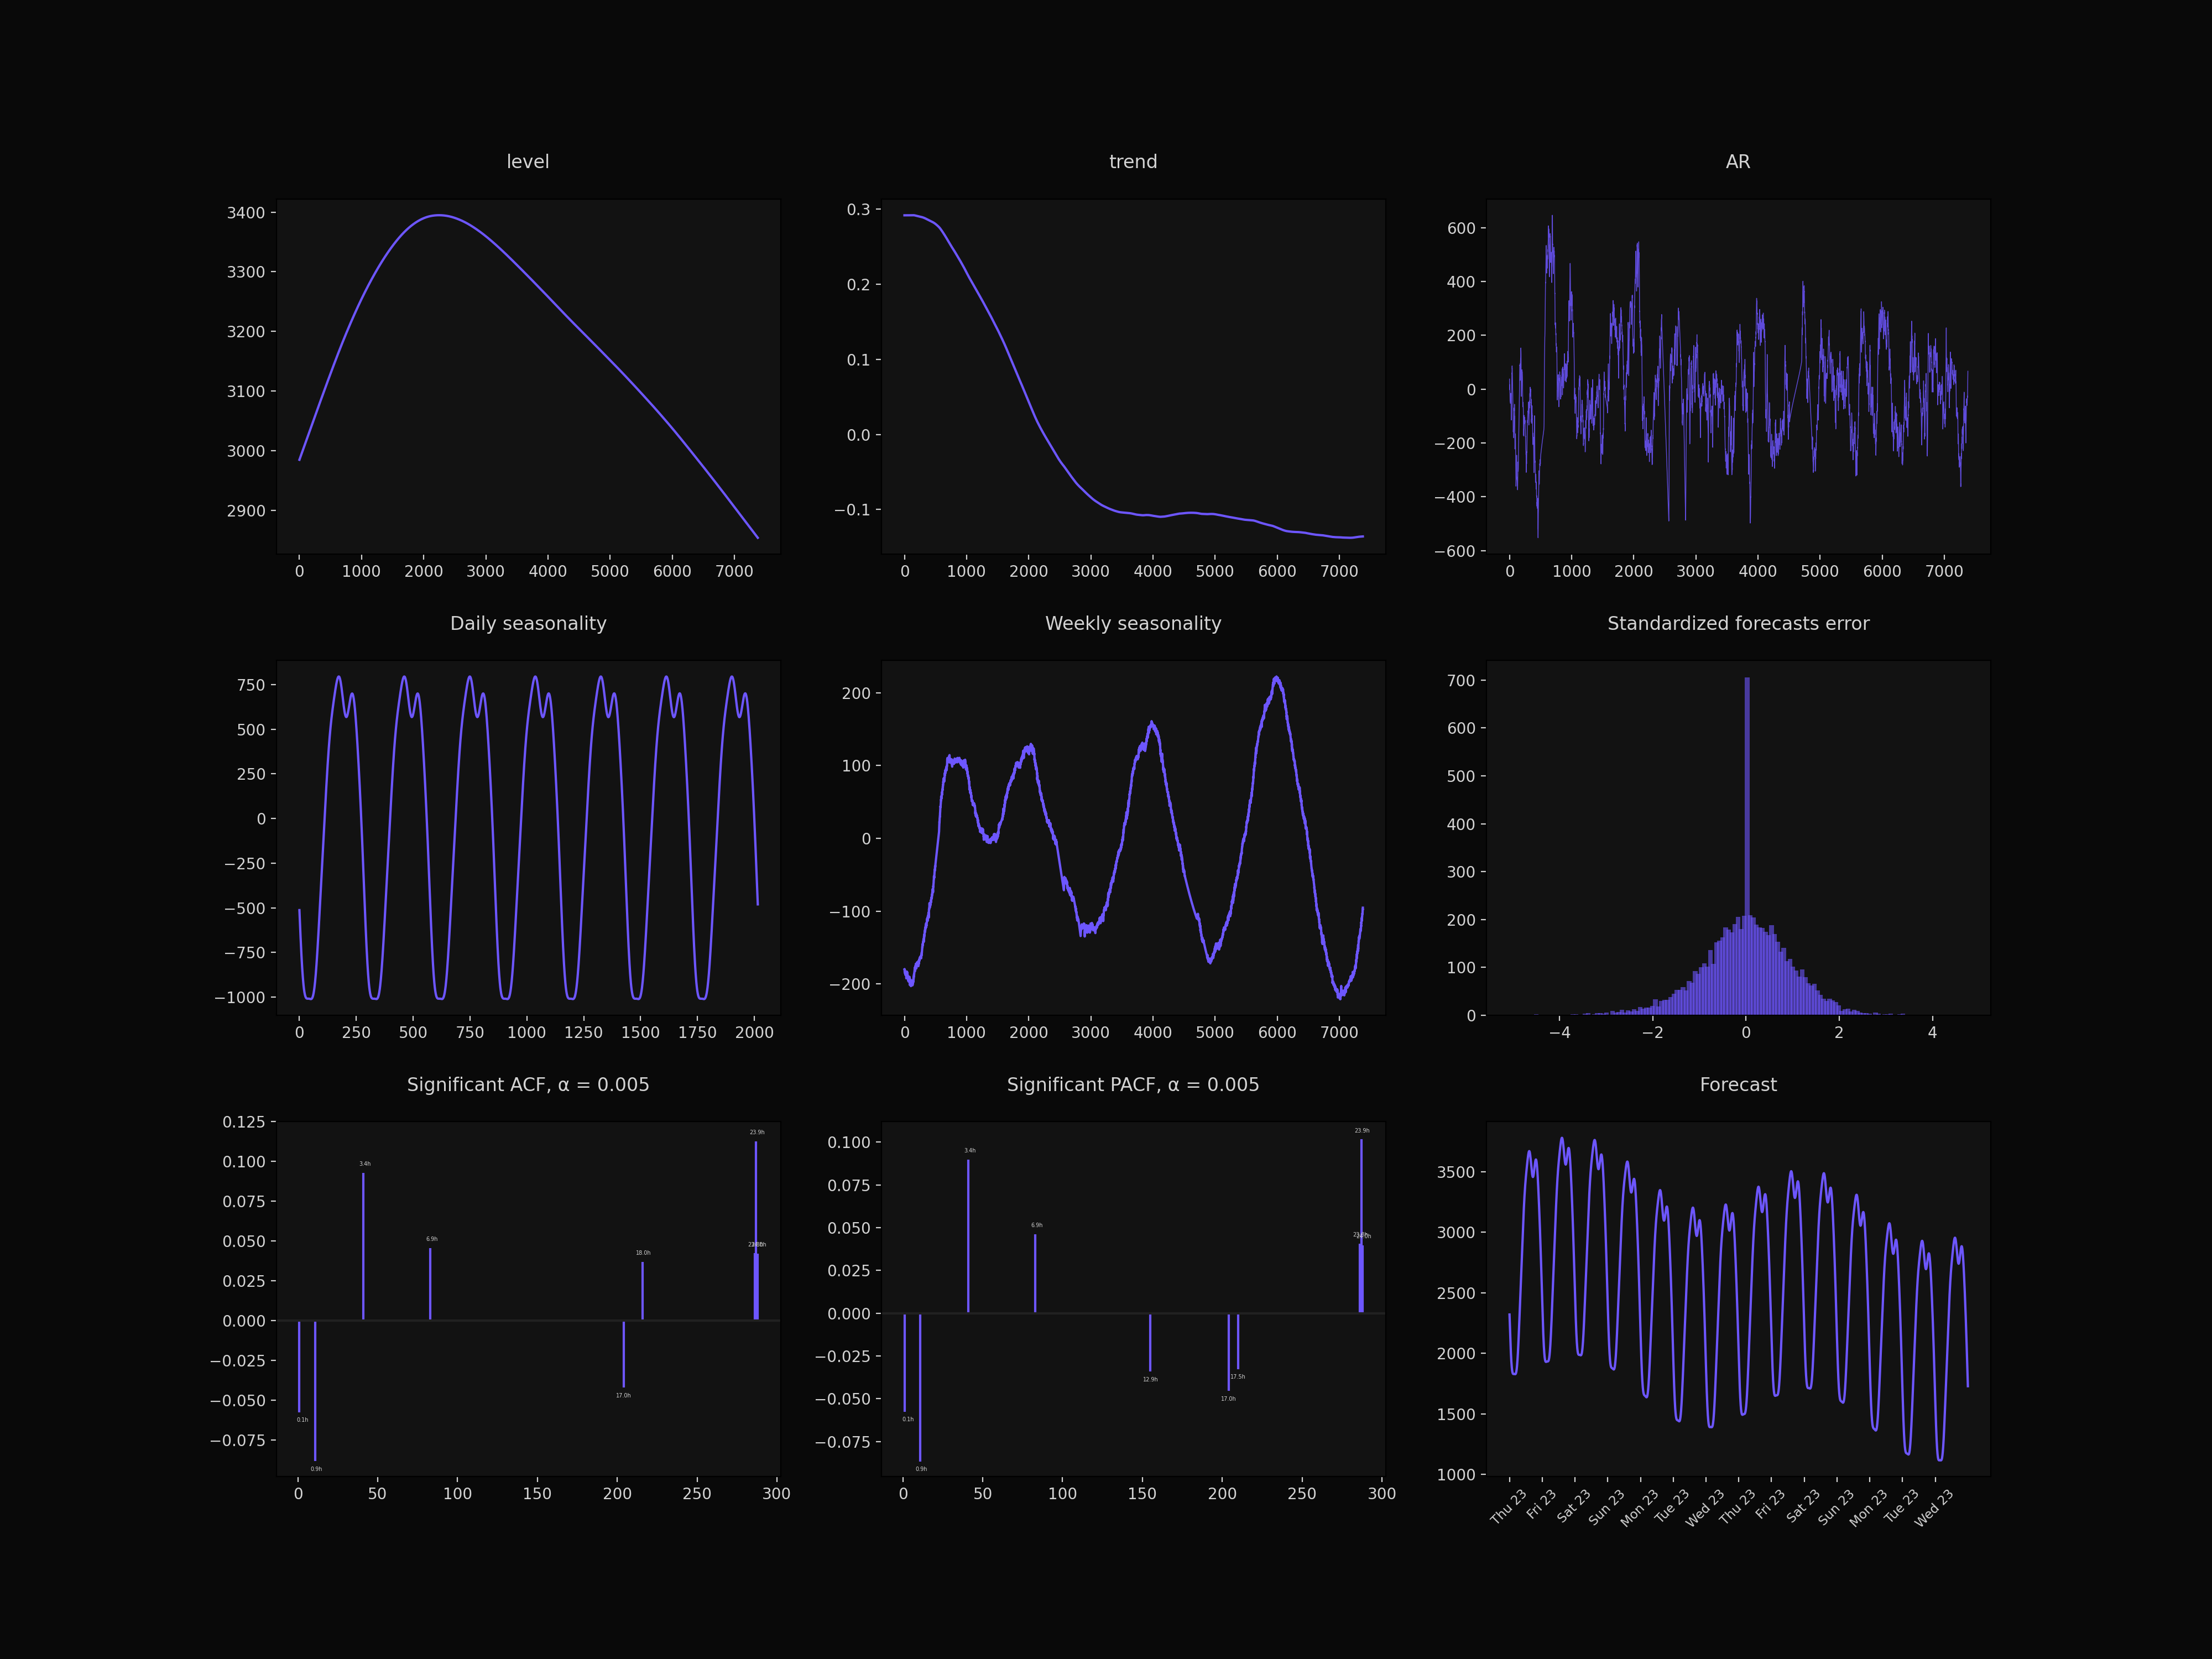 level
3400
3300
3200
3100
3000
2900
0 1000 2000 3000 4000 5000 6000 7000
trend
0.3
0.2
0.1
0.0
−0.1
0 1000 2000 3000 4000 5000 6000 7000
AR
600
400
200
0
−200
−400
−600
0 1000 2000 3000 4000 5000 6000 7000
Daily seasonality
750
500
250
0
−250
−500
−750
−1000
0 250 500 750 1000 1250 1500 1750 2000
Weekly seasonality
200
100
0
−100
−200
0 1000 2000 3000 4000 5000 6000 7000
Standardized forecasts error
700
600
500
400
300
200
100
0
−4 −2 0 2 4
Significant ACF, α = 0.005
0.125
0.100
0.075
0.050
0.025
0.000
−0.025
−0.050
−0.075
23.9h
3.4h
6.9h
18.0h
17.0h
0.1h
0.9h
0 50 100 150 200 250 300
Significant PACF, α = 0.005
0.100
0.075
0.050
0.025
0.000
−0.025
−0.050
−0.075
23.9h
3.4h
6.9h
12.9h
17.5h
17.0h
0.1h
0.9h
0 50 100 150 200 250 300
Forecast
3500
3000
2500
2000
1500
1000
Thu 23 Fri 23 Sat 23 Sun 23 Mon 23 Tue 23 Wed 23 Thu 23 Fri 23 Sat 23 Sun 23 Mon 23 Tue 23 Wed 23